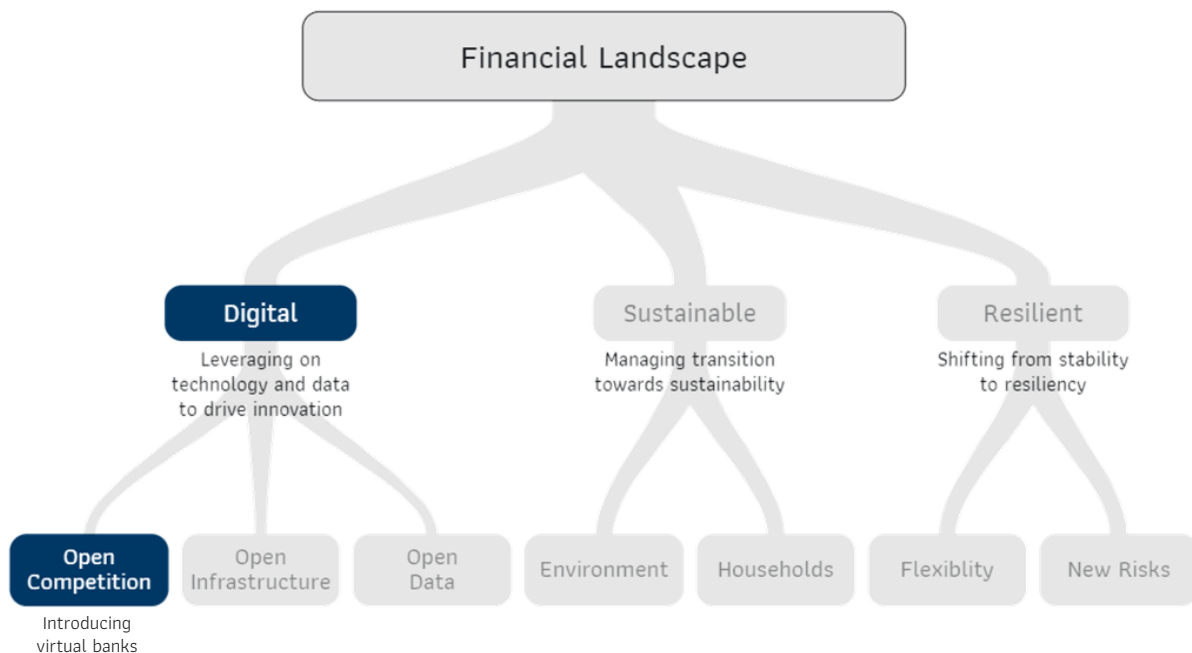 Financial Landscape
Digital
Leveraging on
technology and data
to drive innovation
Sustainable
Managing transition
towards sustainability
Resilient
Shifting from stability
to resiliency
Open
Competition
Introducing
virtual banks
Open
Infrastructure
Open
Data
Environment
Households
Flexiblity
New Risks